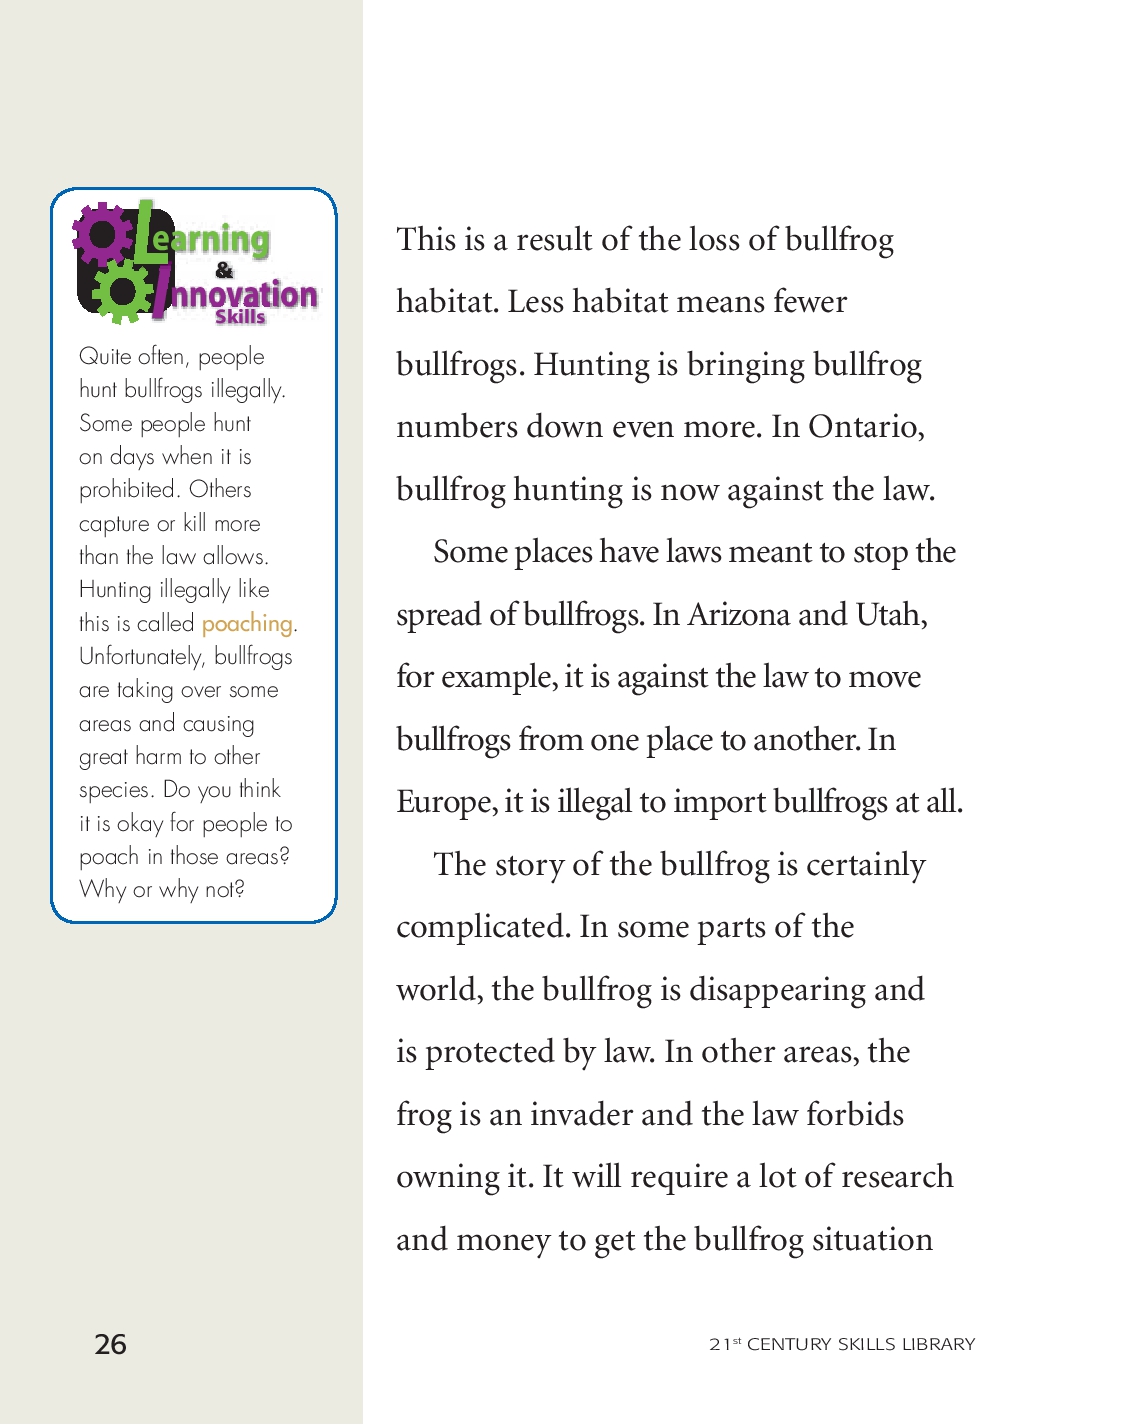 Learning
&
Innovation
Skills
Quite often, people
hunt bullfrogs illegally.
Some people hunt
on days when it is
prohibited. Others
capture or kill more
than the law allows.
Hunting illegally like
this is called poaching.
Unfortunately, bullfrogs
are taking over some
areas and causing
great harm to other
species. Do you think
it is okay for people to
poach in those areas?
Why or why not?
This is a result of the loss of bullfrog
habitat. Less habitat means fewer
bullfrogs. Hunting is bringing bullfrog
numbers down even more. In Ontario,
bullfrog hunting is now against the law.
Some places have laws meant to stop the
spread of bullfrogs. In Arizona and Utah,
for example, it is against the law to move
bullfrogs from one place to another. In
Europe, it is illegal to import bullfrogs at all.
The story of the bullfrog is certainly
complicated. In some parts of the
world, the bullfrog is disappearing and
is protected by law. In other areas, the
frog is an invader and the law forbids
owning it. It will require a lot of research
and money to get the bullfrog situation
26
21st CENTURY SKILLS LIBRARY